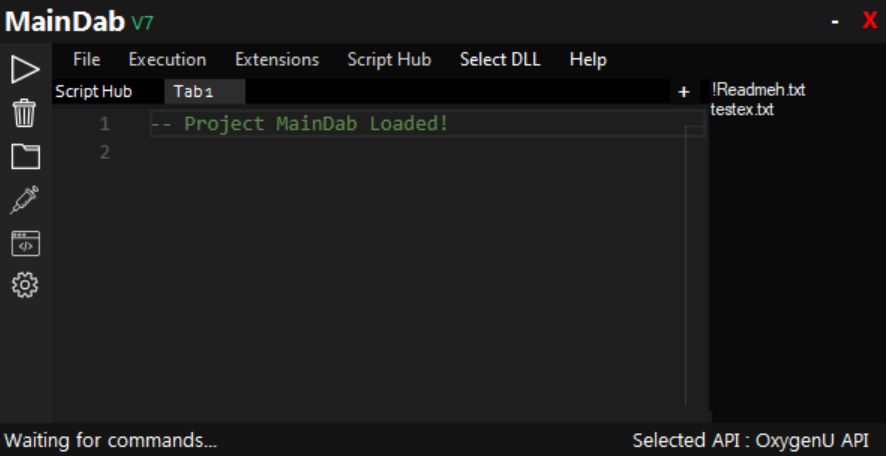 MainDab V7 - X
File Execution Extensions Script Hub Select DLL Help
Script Hub Tab1 +
!Readmeh.txt
testex.txt
1 -- Project MainDab Loaded!
2
Waiting for commands...
Selected API : OxygenU API